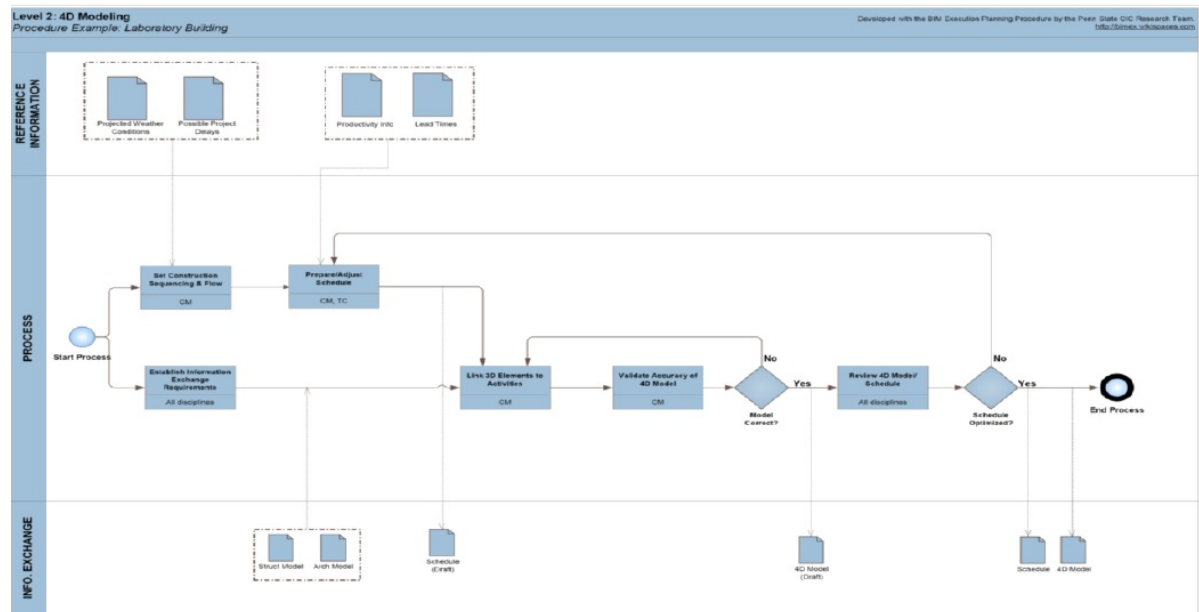 Level 2: 4D Modeling
Procedure Example: Laboratory Building
Developed with the BIM Execution Planning Procedure by the Penn State CIC Research Team.
http://bimex.wikispaces.com
REFERENCE
INFORMATION
Projected Weather
Conditions
Possible Project
Delays
Productivity Info
Lead Times
PROCESS
Start Process
Set Construction
Sequencing & Flow
CM
Prepare/Adjust
Schedule
CM, TC
Establish Information
Exchange
Requirements
All disciplines
Link 3D Elements to
Activities
CM
Validate Accuracy of
4D Model
CM
No
Yes
Model
Correct?
Review 4D Model/
Schedule
All disciplines
No
Yes
Schedule
Optimized?
End Process
INFO. EXCHANGE
Struct Model
Arch Model
Schedule
(Draft)
4D Model
(Draft)
Schedule
4D Model